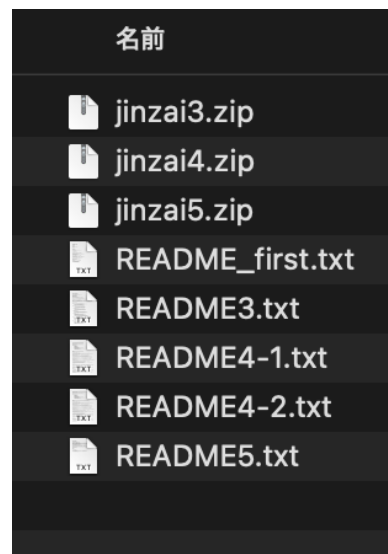 名前
jinzai3.zip
jinzai4.zip
jinzai5.zip
README_first.txt
README3.txt
README4-1.txt
README4-2.txt
README5.txt